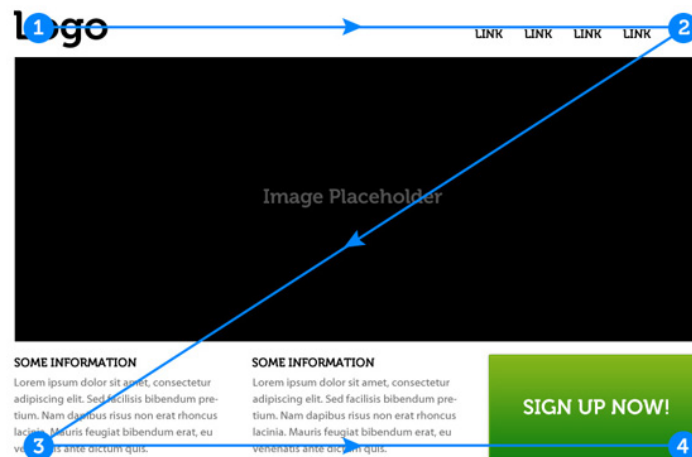 1
Logo
2
LINK LINK LINK LINK
Image Placeholder
SOME INFORMATION
Lorem ipsum dolor sit amet, consectetur
adipiscing elit. Sed facilisis bibendum pre-
tium. Nam dapibus risus non erat rhoncus
lacinia. Mauris feugiat bibendum erat, eu
venenatis ante dictum quis.
SOME INFORMATION
Lorem ipsum dolor sit amet, consectetur
adipiscing elit. Sed facilisis bibendum pre-
tium. Nam dapibus risus non erat rhoncus
lacinia. Mauris feugiat bibendum erat, eu
venenatis ante dictum quis.
SIGN UP NOW!
3
4